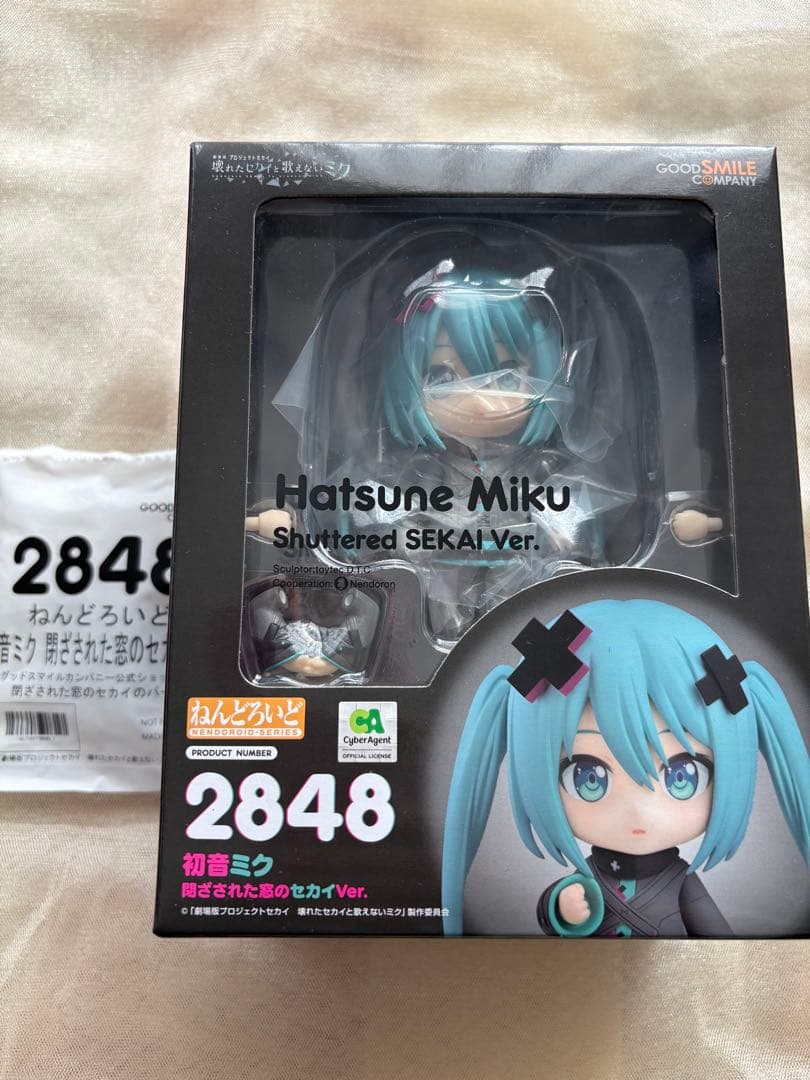 劇場版プロジェクトセカイ
壊れたセカイと歌えないミク
GOOD SMILE
COMPANY
Hatsune Miku
Shuttered SEKAI Ver.
Sculptor:toytec D.T.C.
Cooperation: Nendoron
ねんどろいど
NENDOROID-SERIES
PRODUCT NUMBER
2848
CA
CyberAgent
OFFICIAL LICENSE
初音ミク
閉ざされた窓のセカイVer.
©「劇場版プロジェクトセカイ 壊れたセカイと歌えないミク」製作委員会
GOO
2848
ねんどろいど
音ミク 閉ざされた窓のセカ
グッドスマイルカンパニー公式ショッ
閉ざされた窓のセカイのバー
NOT
MADE